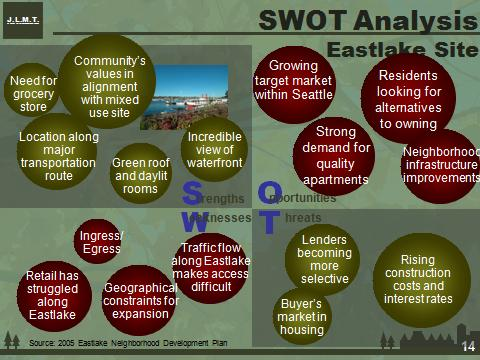 J.L.M.T.
SWOT Analysis
Eastlake Site
Need for
grocery
store
Community's
values in
alignment
with mixed
use site
Location along
major
transportation
route
Green roof
and daylit
rooms
Incredible
view of
waterfront
Growing
target market
within Seattle
Residents
looking for
alternatives
to owning
Strong
demand for
quality
apartments
Neighborhood
infrastructure
improvements
Strengths Opportunities
Weaknesses Threats
Ingress/
Egress
Retail has
struggled
along
Eastlake
Geographical
constraints for
expansion
Traffic flow
along Eastlake
makes access
difficult
Lenders
becoming
more
selective
Buyer's
market in
housing
Rising
construction
costs and
interest rates
Source: 2005 Eastlake Neighborhood Development Plan
14